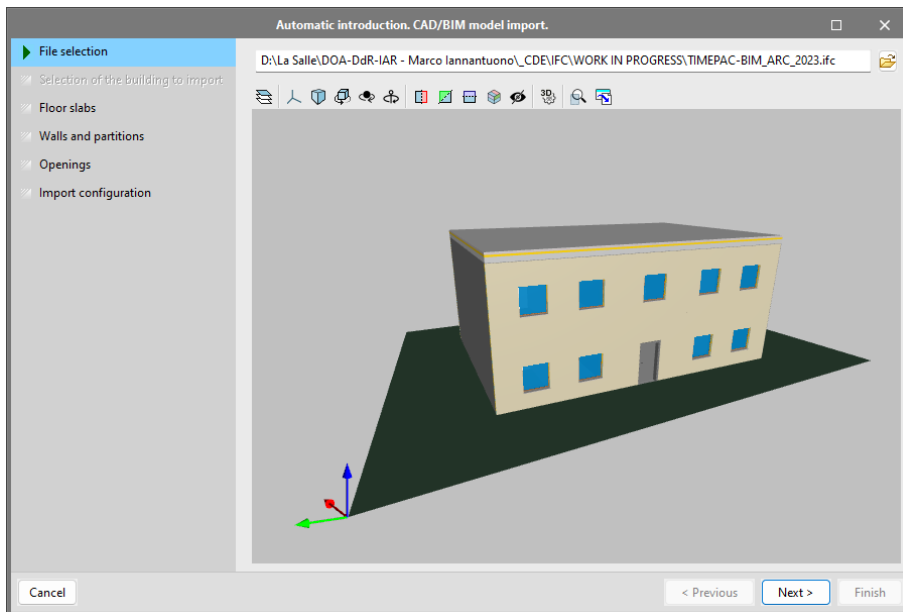 Automatic introduction. CAD/BIM model import.
File selection
Selection of the building to import
Floor slabs
Walls and partitions
Openings
Import configuration
D:\La Salle\DOA-DdR-IAR - Marco Iannantuono\_CDE\IFC\WORK IN PROGRESS\TIMEPAC-BIM_ARC_2023.ifc
3D
Cancel
< Previous
Next >
Finish